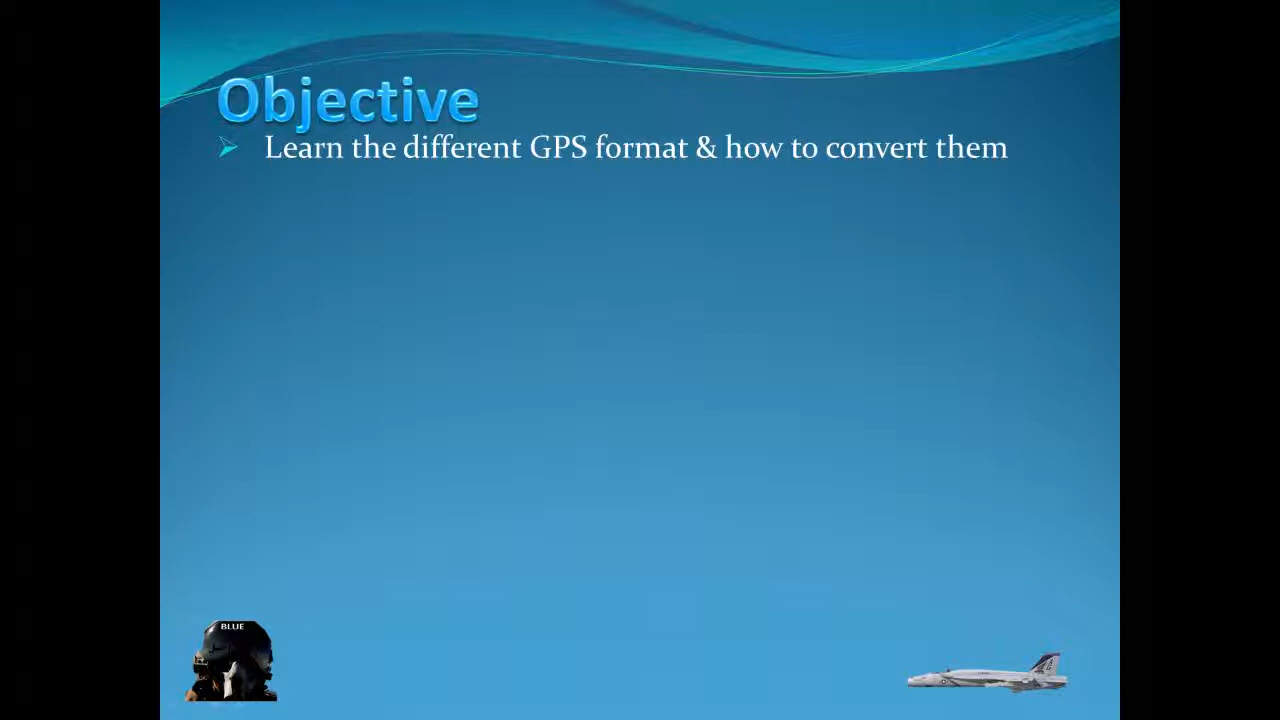 Objective
Learn the different GPS format & how to convert them
BLUE